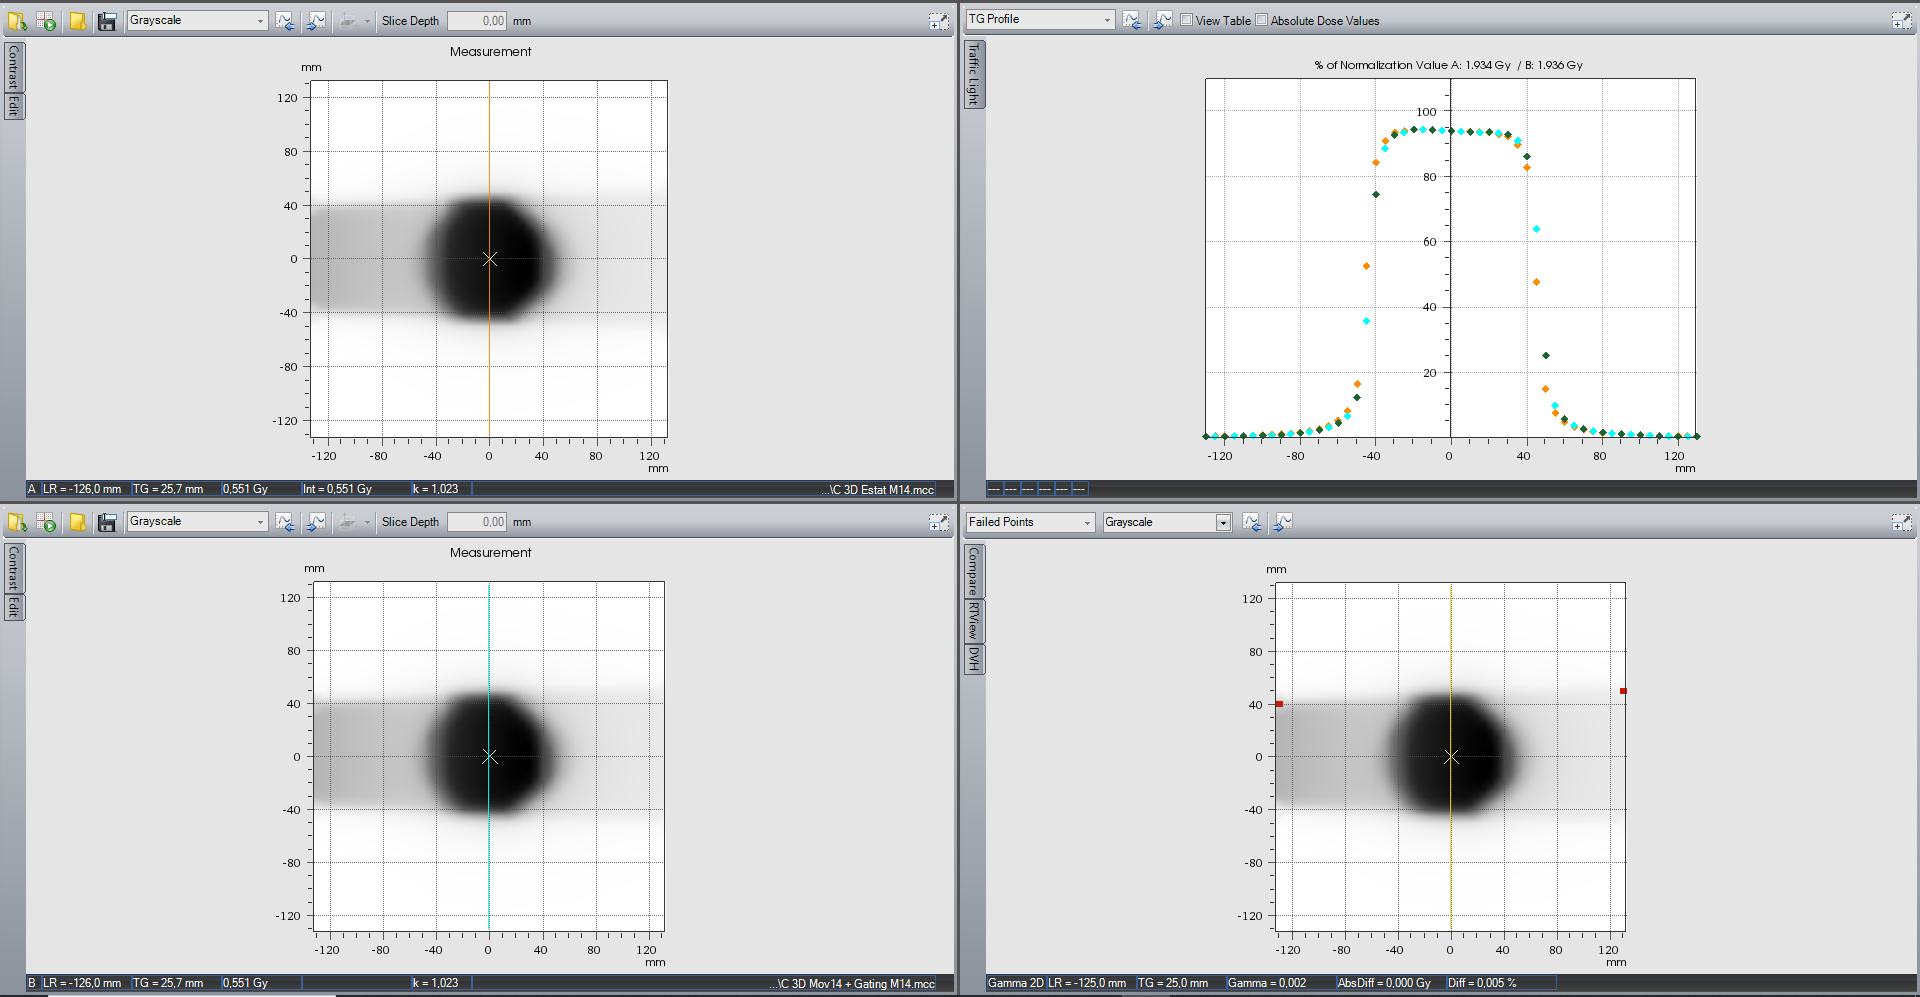 Grayscale
Slice Depth 0,00 mm
Contrast
Edit
Measurement
mm
120
80
40
0
-40
-80
-120
-120 -80 -40 0 40 80 120
mm
A LR = -126,0 mm TG = 25,7 mm 0,551 Gy Int = 0,551 Gy k = 1,023 ...\C 3D Estat M14.mcc
TG Profile View Table Absolute Dose Values
Traffic Light
% of Normalization Value A: 1.934 Gy / B: 1.936 Gy
100
80
60
40
20
-120 -80 -40 0 40 80 120
mm
--- --- --- --- --- ---
Grayscale
Slice Depth 0,00 mm
Contrast
Edit
Measurement
mm
120
80
40
0
-40
-80
-120
-120 -80 -40 0 40 80 120
mm
B LR = -126,0 mm TG = 25,7 mm 0,551 Gy k = 1,023 ...\C 3D Mov14 + Gating M14.mcc
Failed Points Grayscale
Compare
RTView
DVH
mm
120
80
40
0
-40
-80
-120
-120 -80 -40 0 40 80 120
mm
Gamma 2D LR = -125,0 mm TG = 25,0 mm Gamma = 0,002 AbsDiff = 0,000 Gy Diff = 0,005 %